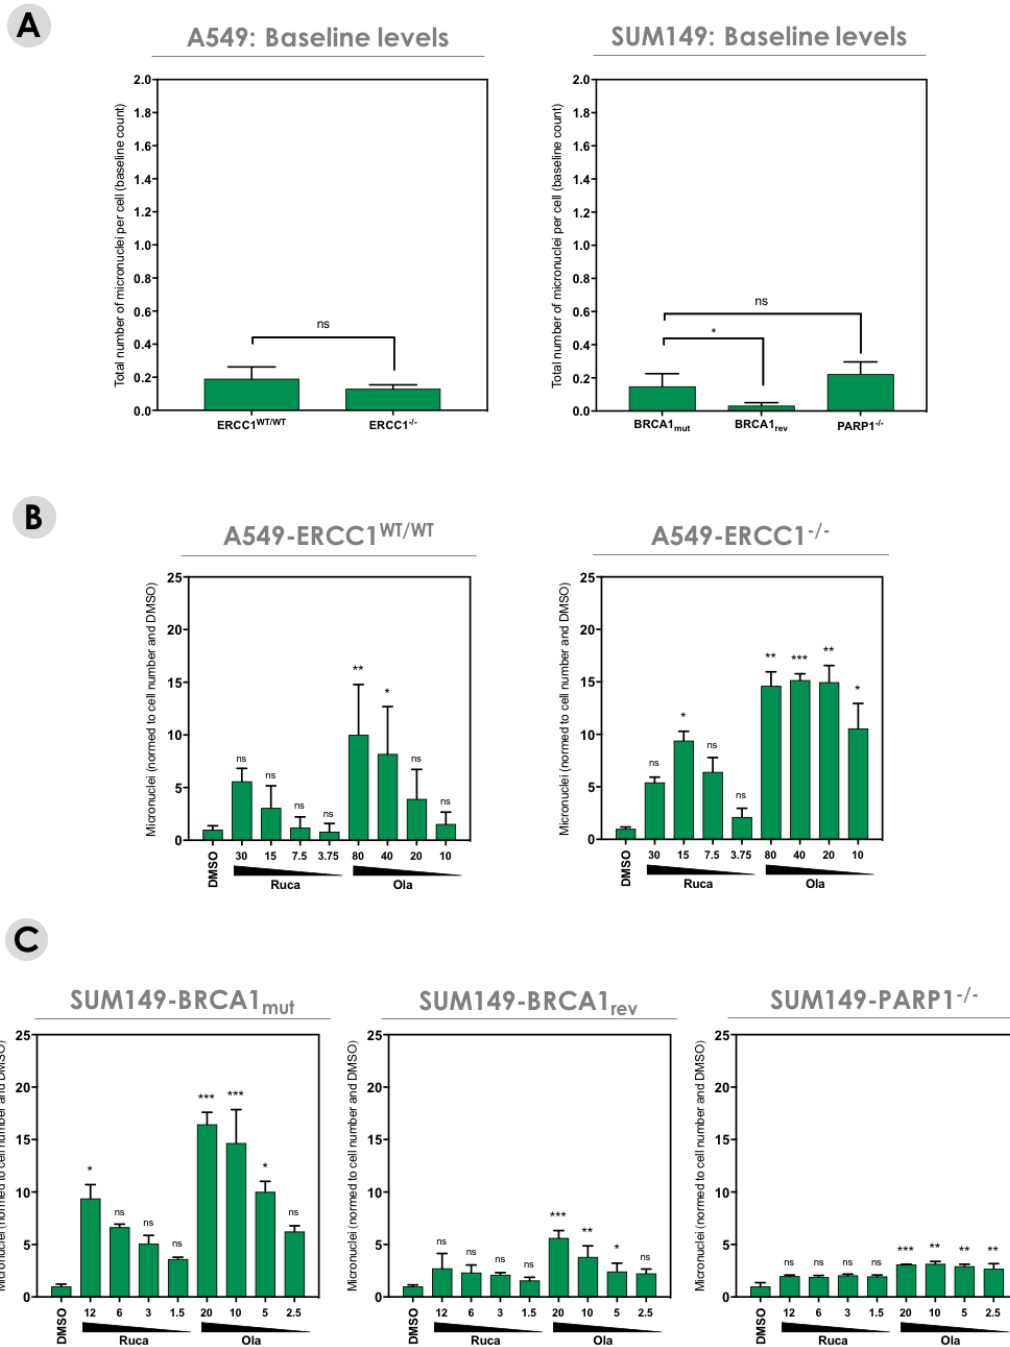 A
A549: Baseline levels
SUM149: Baseline levels
Total number of micronuclei per cell (baseline count)
2.0
1.8
1.6
1.4
1.2
1.0
0.8
0.6
0.4
0.2
0.0
ns
ERCC1WT/WT
ERCC1-/-
Total number of micronuclei per cell (baseline count)
2.0
1.8
1.6
1.4
1.2
1.0
0.8
0.6
0.4
0.2
0.0
ns
*
BRCA1mut
BRCA1rev
PARP1-/-
B
A549-ERCC1WT/WT
A549-ERCC1-/-
Micronuclei (normed to cell number and DMSO)
25
20
15
10
5
0
ns ns ns ns ** * ns ns
DMSO 30 15 7.5 3.75 80 40 20 10
Ruca Ola
Micronuclei (normed to cell number and DMSO)
25
20
15
10
5
0
ns * ns ns ** *** ** *
DMSO 30 15 7.5 3.75 80 40 20 10
Ruca Ola
C
SUM149-BRCA1mut
SUM149-BRCA1rev
SUM149-PARP1-/-
Micronuclei (normed to cell number and DMSO)
25
20
15
10
5
0
* ns ns ns *** *** * ns
DMSO 12 6 3 1.5 20 10 5 2.5
Ruca Ola
Micronuclei (normed to cell number and DMSO)
25
20
15
10
5
0
ns ns ns ns *** ** * ns
DMSO 12 6 3 1.5 20 10 5 2.5
Ruca Ola
Micronuclei (normed to cell number and DMSO)
25
20
15
10
5
0
ns ns ns ns *** ** ** **
DMSO 12 6 3 1.5 20 10 5 2.5
Ruca Ola